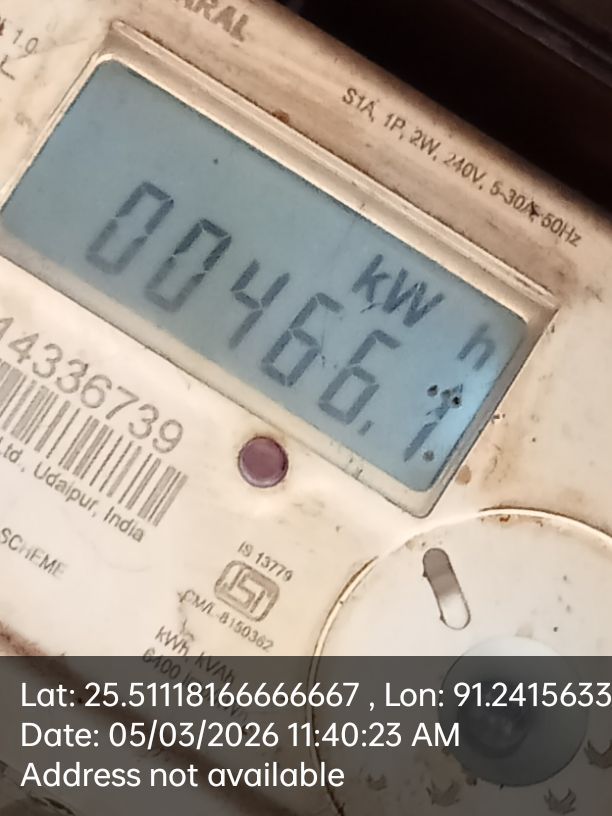 1.0
S1A, 1P, 2W, 240V, 5-30A, 50Hz
kWh
00466.1
14336739
Ltd., Udaipur, India
SCHEME
IS 13779
ISI
CM/L-8150362
kWh, kVAh
Lat: 25.51118166666667 , Lon: 91.2415633
Date: 05/03/2026 11:40:23 AM
Address not available